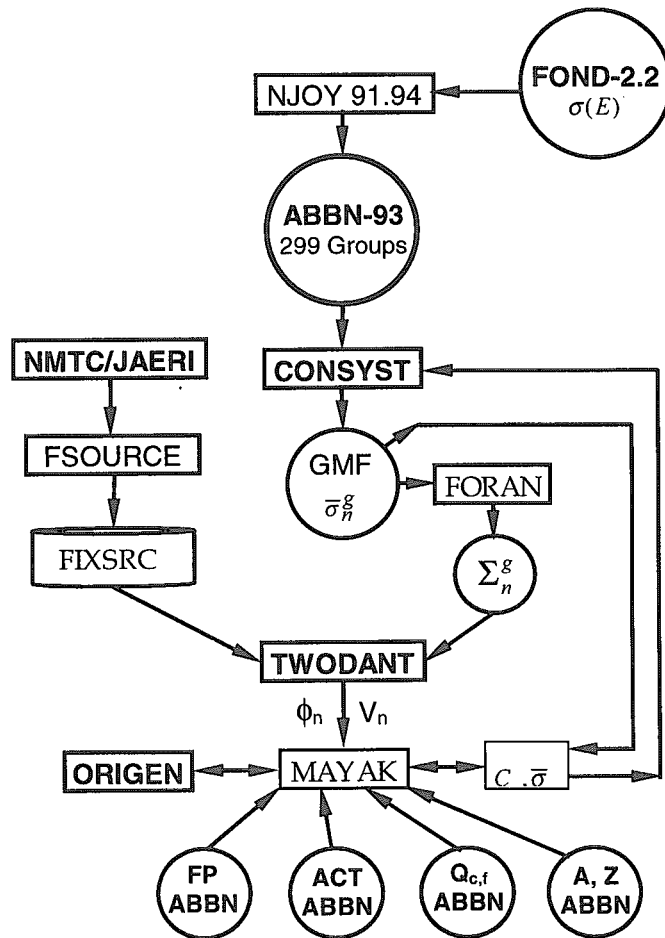 FOND-2.2
σ(E)
NJOY 91.94
ABBN-93
299 Groups
NMTC/JAERI
CONSYST
FSOURCE
GMF
σ̅ₙᵍ
FORAN
FIXSRC
Σₙᵍ
TWODANT
ϕₙ Vₙ
ORIGEN
MAYAK
C .σ̅
FP
ABBN
ACT
ABBN
Qc,f
ABBN
A, Z
ABBN